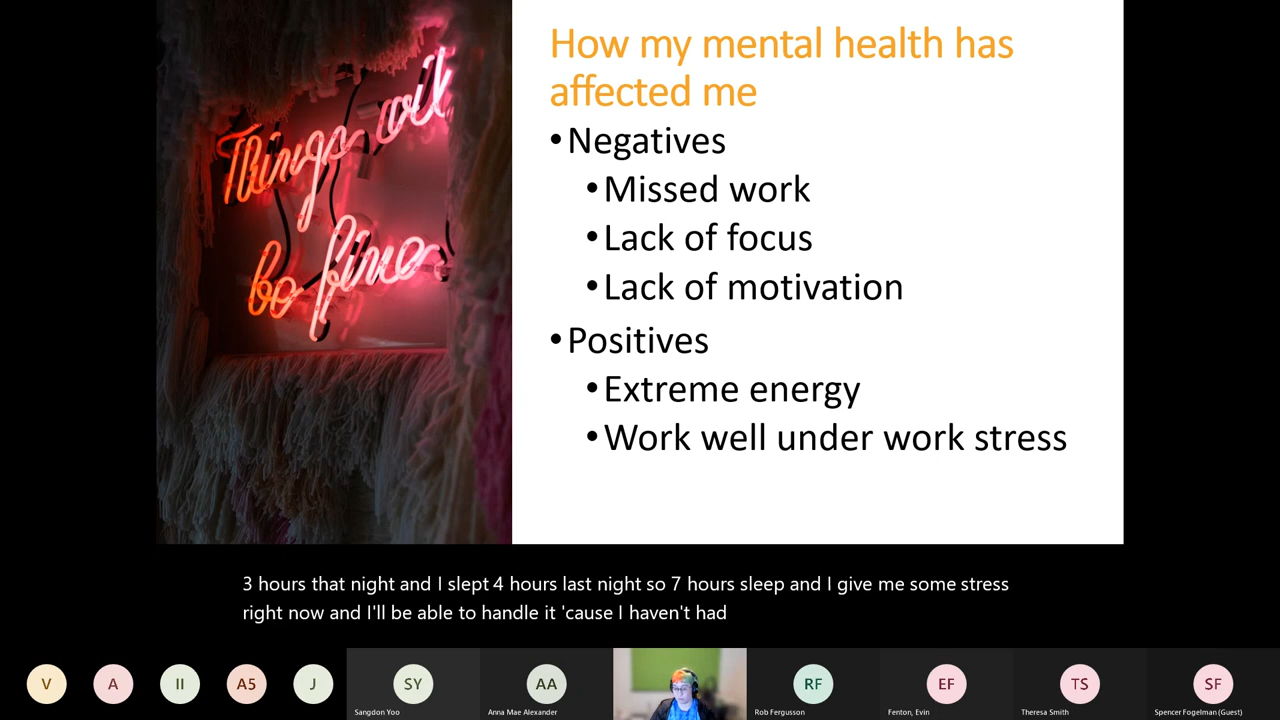 Things will
be fine
How my mental health has
affected me
•Negatives
•Missed work
•Lack of focus
•Lack of motivation
•Positives
•Extreme energy
•Work well under work stress
3 hours that night and I slept 4 hours last night so 7 hours sleep and I give me some stress
right now and I'll be able to handle it 'cause I haven't had
V A II A5 J SY AA RF EF TS SF
Sangdon Yoo Anna Mae Alexander Rob Fergusson Fenton, Evin Theresa Smith Spencer Fogelman (Guest)